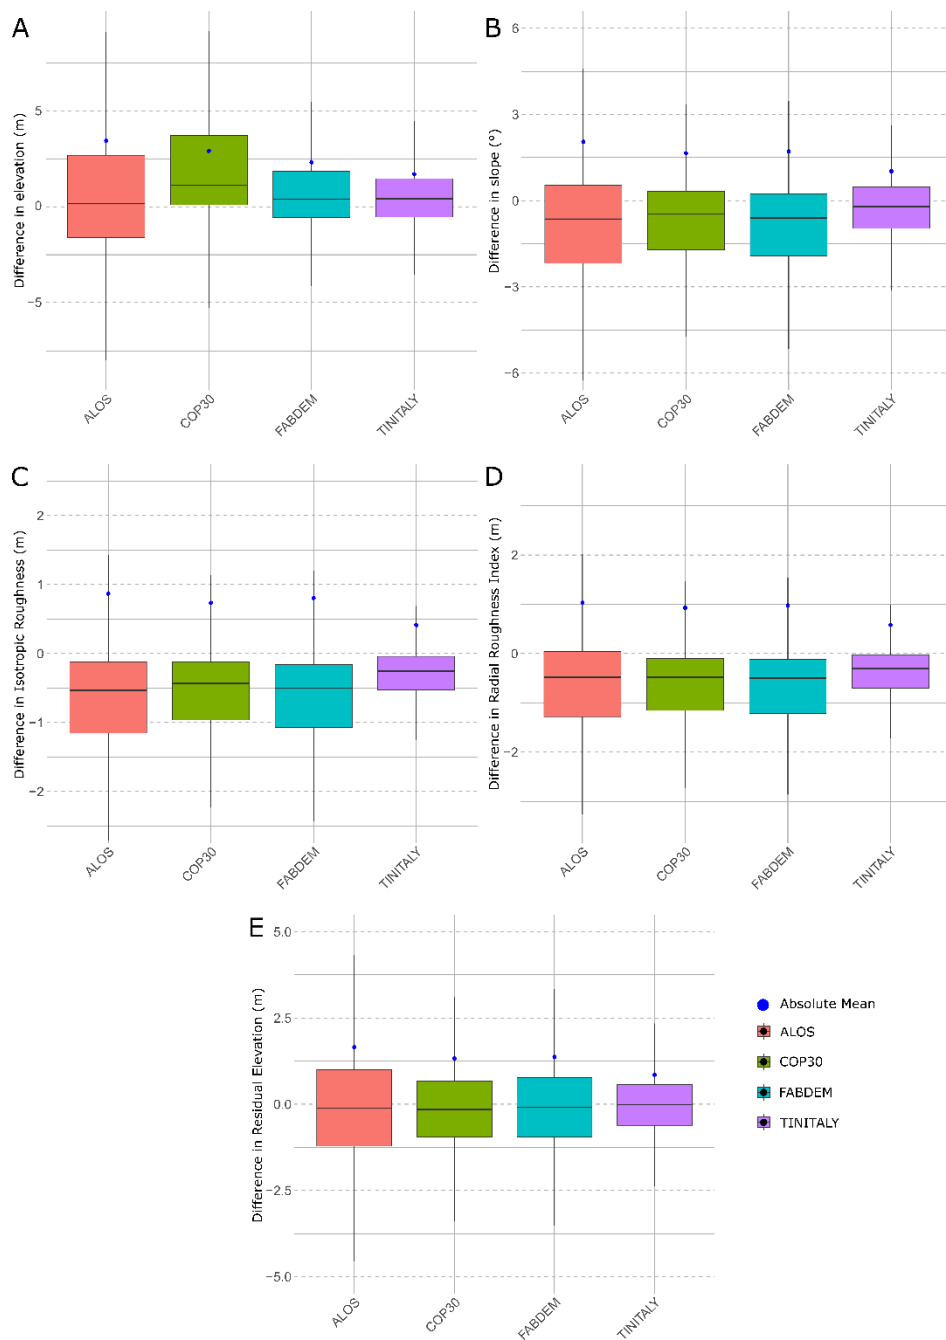 A
Difference in elevation (m)
5
0
−5
ALOS
COP30
FABDEM
TINITALY
B
Difference in slope (°)
6
3
0
−3
−6
ALOS
COP30
FABDEM
TINITALY
C
Difference in Isotropic Roughness (m)
2
1
0
−1
−2
ALOS
COP30
FABDEM
TINITALY
D
Difference in Radial Roughness Index (m)
2
0
−2
ALOS
COP30
FABDEM
TINITALY
E
Difference in Residual Elevation (m)
5.0
2.5
0.0
−2.5
−5.0
ALOS
COP30
FABDEM
TINITALY
Absolute Mean
ALOS
COP30
FABDEM
TINITALY